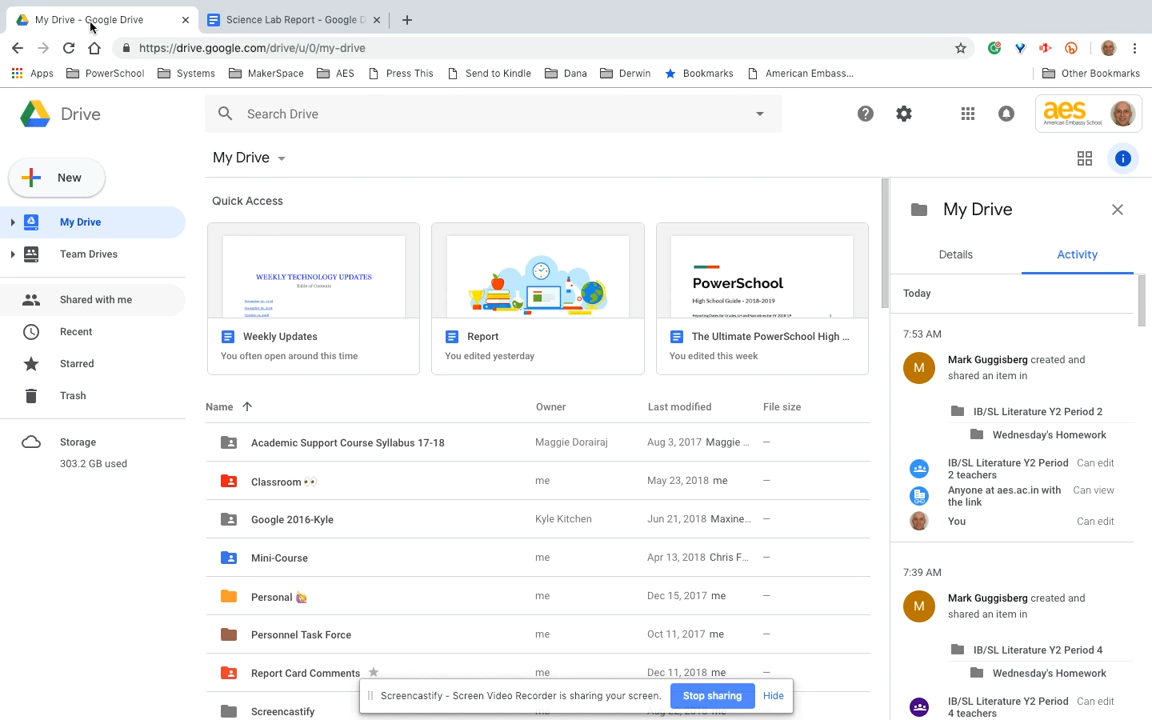 My Drive - Google Drive
Science Lab Report - Google D
https://drive.google.com/drive/u/0/my-drive
Apps PowerSchool Systems MakerSpace AES Press This Send to Kindle Dana Derwin Bookmarks American Embass... Other Bookmarks
Drive
Search Drive
aes
American Embassy School
My Drive
New
My Drive
Team Drives
Shared with me
Recent
Starred
Trash
Storage
303.2 GB used
Quick Access
WEEKLY TECHNOLOGY UPDATES
Table of Contents
Weekly Updates
You often open around this time
Report
You edited yesterday
PowerSchool
High School Guide - 2018-2019
The Ultimate PowerSchool High ...
You edited this week
Name Owner Last modified File size
Academic Support Course Syllabus 17-18 Maggie Dorairaj Aug 3, 2017 Maggie ... —
Classroom 👀 me May 23, 2018 me —
Google 2016-Kyle Kyle Kitchen Jun 21, 2018 Maxine... —
Mini-Course me Apr 13, 2018 Chris F... —
Personal me Dec 15, 2017 me —
Personnel Task Force me Oct 11, 2017 me —
Report Card Comments me Dec 11, 2018 me —
Screencastify
Screencastify - Screen Video Recorder is sharing your screen. Stop sharing Hide
My Drive
Details Activity
Today
7:53 AM
M
Mark Guggisberg created and
shared an item in
IB/SL Literature Y2 Period 2
Wednesday's Homework
IB/SL Literature Y2 Period Can edit
2 teachers
Anyone at aes.ac.in with Can view
the link
You Can edit
7:39 AM
M
Mark Guggisberg created and
shared an item in
IB/SL Literature Y2 Period 4
Wednesday's Homework
IB/SL Literature Y2 Period Can edit
4 teachers